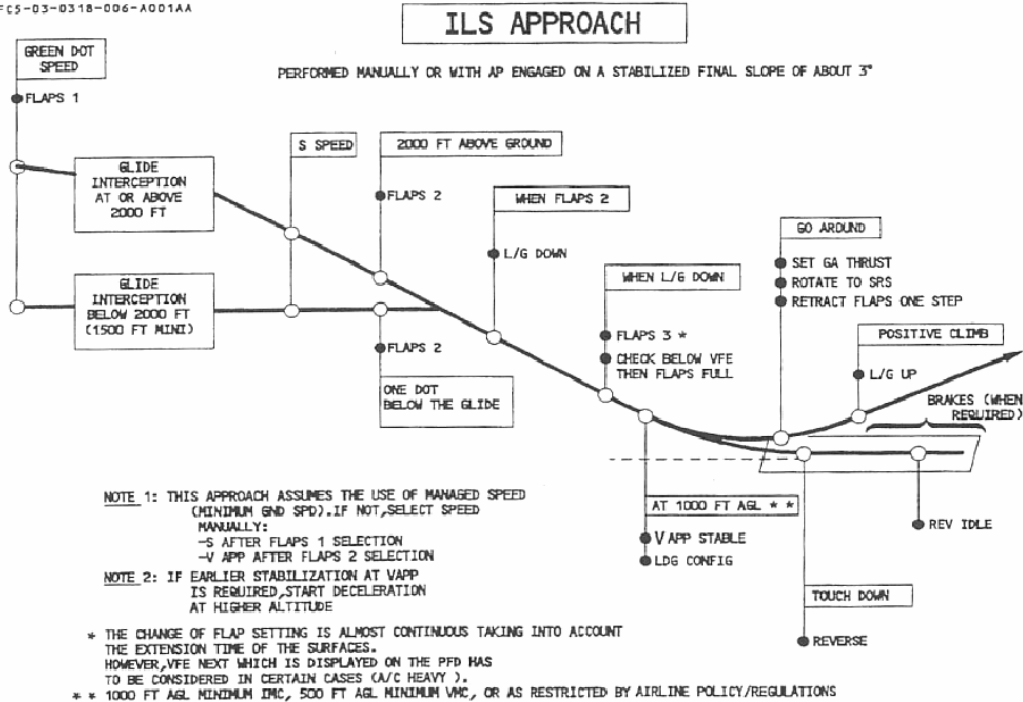 FC5-03-0318-006-A001AA
ILS APPROACH
PERFORMED MANUALLY OR WITH AP ENGAGED ON A STABILIZED FINAL SLOPE OF ABOUT 3°
GREEN DOT
SPEED
FLAPS 1
GLIDE
INTERCEPTION
AT OR ABOVE
2000 FT
GLIDE
INTERCEPTION
BELOW 2000 FT
(1500 FT MINI)
S SPEED
2000 FT ABOVE GROUND
FLAPS 2
FLAPS 2
ONE DOT
BELOW THE GLIDE
WHEN FLAPS 2
L/G DOWN
WHEN L/G DOWN
FLAPS 3 *
CHECK BELOW VFE
THEN FLAPS FULL
GO AROUND
SET GA THRUST
ROTATE TO SRS
RETRACT FLAPS ONE STEP
POSITIVE CLIMB
L/G UP
BRAKES (WHEN
REQUIRED)
AT 1000 FT AGL * *
V APP STABLE
LDG CONFIG
REV IDLE
TOUCH DOWN
REVERSE
NOTE 1: THIS APPROACH ASSUMES THE USE OF MANAGED SPEED
(MINIMUM GND SPD).IF NOT,SELECT SPEED
MANUALLY:
-S AFTER FLAPS 1 SELECTION
-V APP AFTER FLAPS 2 SELECTION
NOTE 2: IF EARLIER STABILIZATION AT VAPP
IS REQUIRED,START DECELERATION
AT HIGHER ALTITUDE
* THE CHANGE OF FLAP SETTING IS ALMOST CONTINUOUS TAKING INTO ACCOUNT
THE EXTENSION TIME OF THE SURFACES.
HOWEVER,VFE NEXT WHICH IS DISPLAYED ON THE PFD HAS
TO BE CONSIDERED IN CERTAIN CASES (A/C HEAVY ).
* * 1000 FT AGL MINIMUM IMC, 500 FT AGL MINIMUM VMC, OR AS RESTRICTED BY AIRLINE POLICY/REGULATIONS